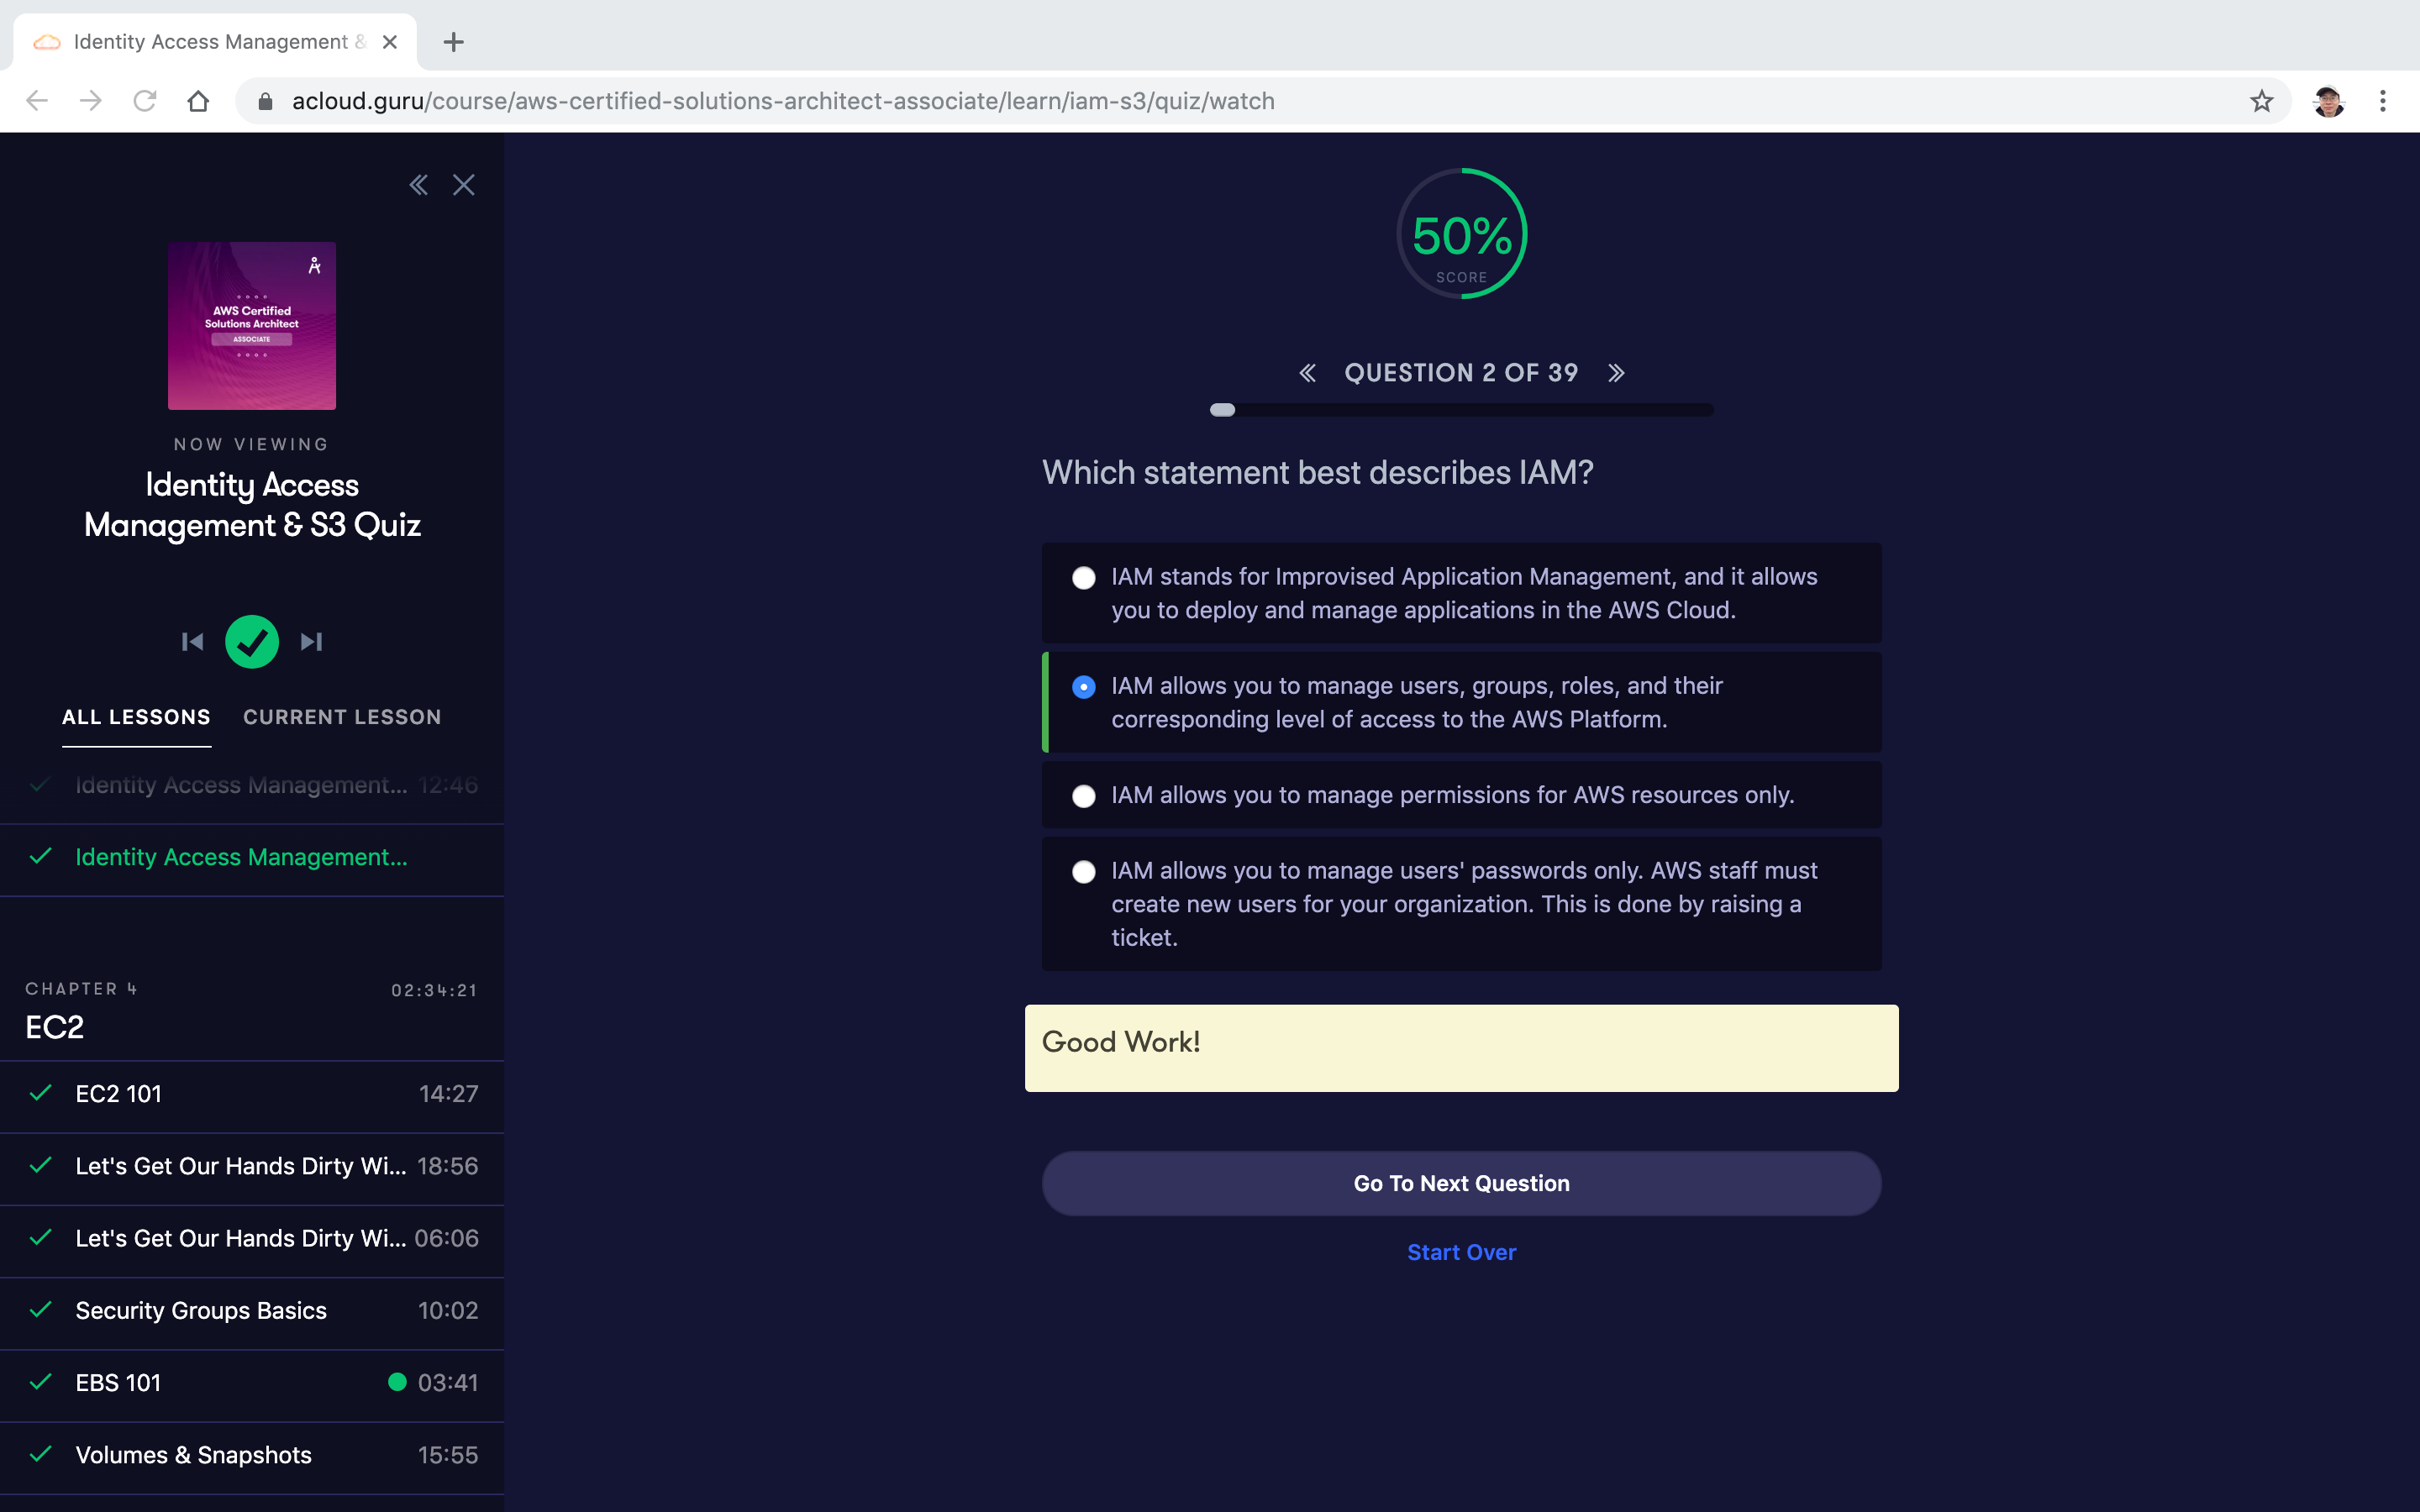 Identity Access Management &
acloud.guru/course/aws-certified-solutions-architect-associate/learn/iam-s3/quiz/watch
AWS Certified
Solutions Architect
ASSOCIATE
NOW VIEWING
Identity Access
Management & S3 Quiz
ALL LESSONS
CURRENT LESSON
Identity Access Management... 12:46
Identity Access Management...
CHAPTER 4
02:34:21
EC2
EC2 101 14:27
Let's Get Our Hands Dirty Wi... 18:56
Let's Get Our Hands Dirty Wi... 06:06
Security Groups Basics 10:02
EBS 101 03:41
Volumes & Snapshots 15:55
50%
SCORE
QUESTION 2 OF 39
Which statement best describes IAM?
IAM stands for Improvised Application Management, and it allows
you to deploy and manage applications in the AWS Cloud.
IAM allows you to manage users, groups, roles, and their
corresponding level of access to the AWS Platform.
IAM allows you to manage permissions for AWS resources only.
IAM allows you to manage users' passwords only. AWS staff must
create new users for your organization. This is done by raising a
ticket.
Good Work!
Go To Next Question
Start Over